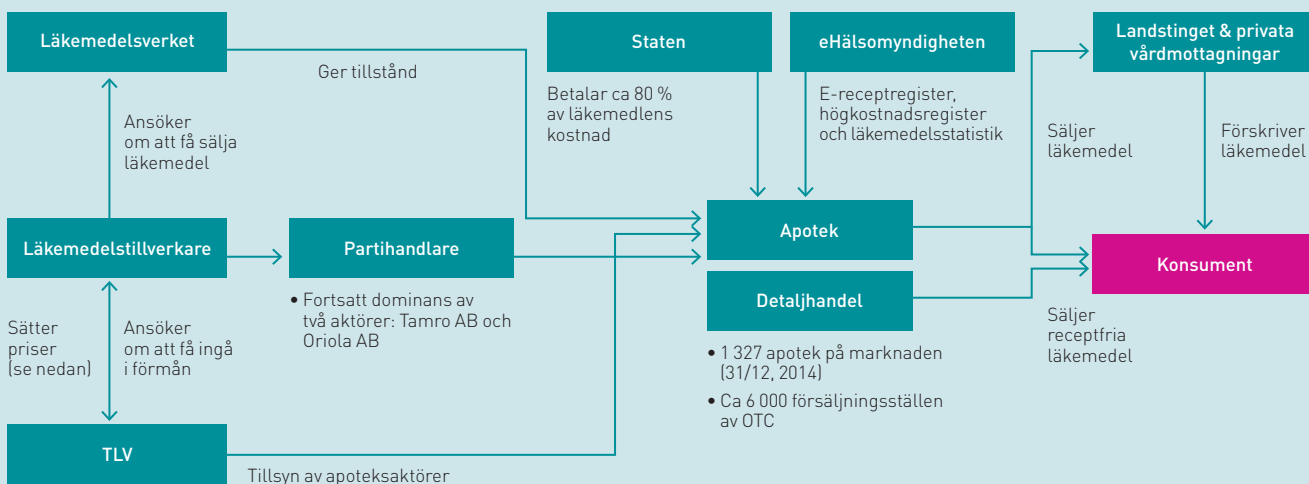 Läkemedelsverket
Ger tillstånd
Staten
Betalar ca 80 %
av läkemedlens
kostnad
eHälsomyndigheten
E-receptregister,
högkostnadsregister
och läkemedelsstatistik
Landstinget & privata
vårdmottagningar
Säljer
läkemedel
Förskriver
läkemedel
Ansöker
om att få sälja
läkemedel
Läkemedelstillverkare
Partihandlare
• Fortsatt dominans av
två aktörer: Tamro AB och
Oriola AB
Apotek
Detaljhandel
• 1 327 apotek på marknaden
(31/12, 2014)
• Ca 6 000 försäljningsställen
av OTC
Konsument
Säljer
receptfria
läkemedel
Sätter
priser
(se nedan)
Ansöker
om att få ingå
i förmån
TLV
Tillsyn av apoteksaktörer